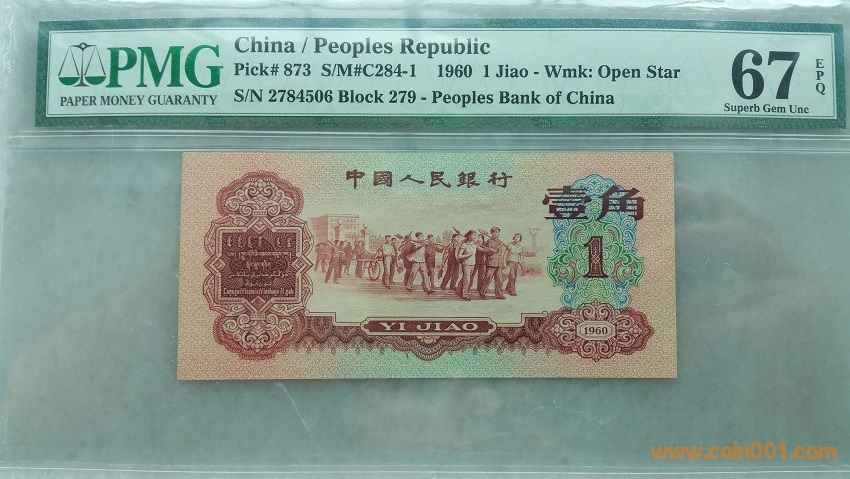 PMG
PAPER MONEY GUARANTY
China / Peoples Republic
Pick# 873 S/M#C284-1 1960 1 Jiao - Wmk: Open Star
S/N 2784506 Block 279 - Peoples Bank of China
67
EPQ
Superb Gem Unc
中國人民銀行
壹角
1
YI JIAO
1960
www.coin001.com